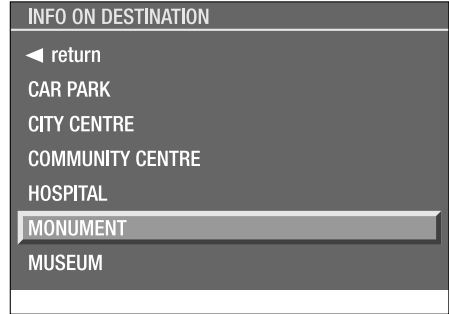 INFO ON DESTINATION
◄ return
CAR PARK
CITY CENTRE
COMMUNITY CENTRE
HOSPITAL
MONUMENT
MUSEUM